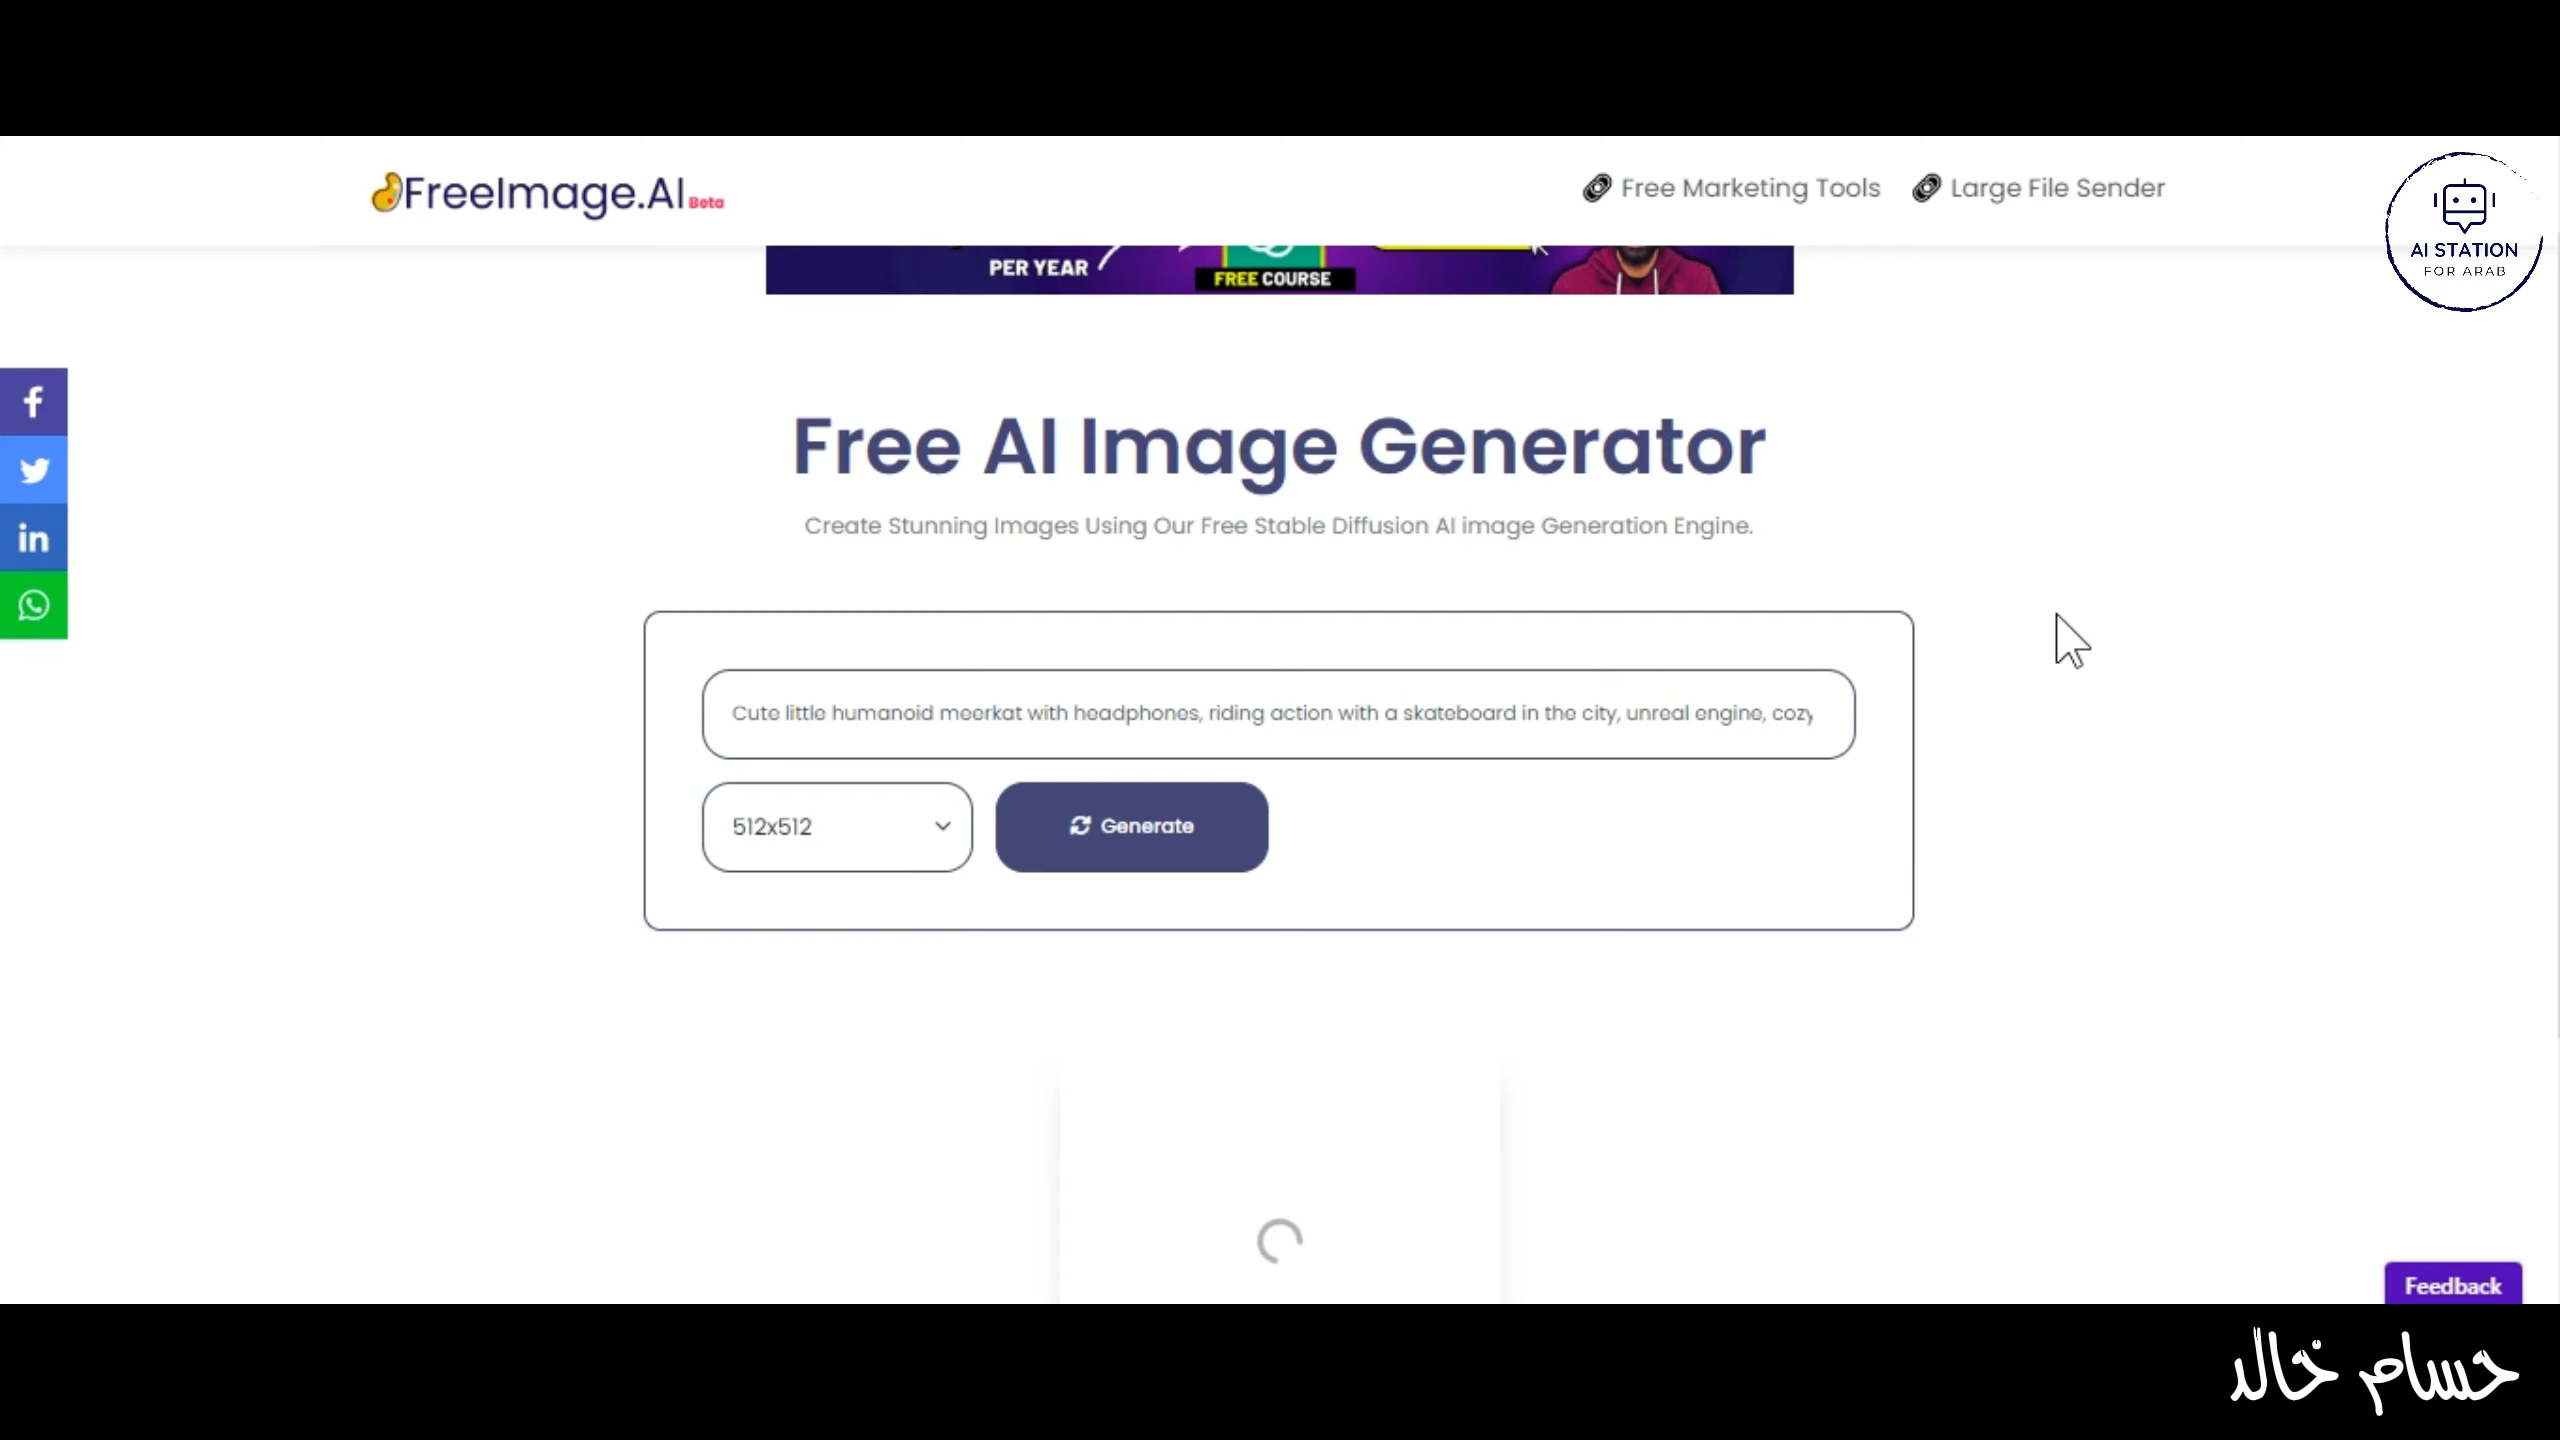 FreeImage.AI Beta
Free Marketing Tools
Large File Sender
AI STATION
FOR ARAB
PER YEAR
FREE COURSE
Free AI Image Generator
Create Stunning Images Using Our Free Stable Diffusion AI image Generation Engine.
Cute little humanoid meerkat with headphones, riding action with a skateboard in the city, unreal engine, cozy
512x512
Generate
Feedback
حسام خالد